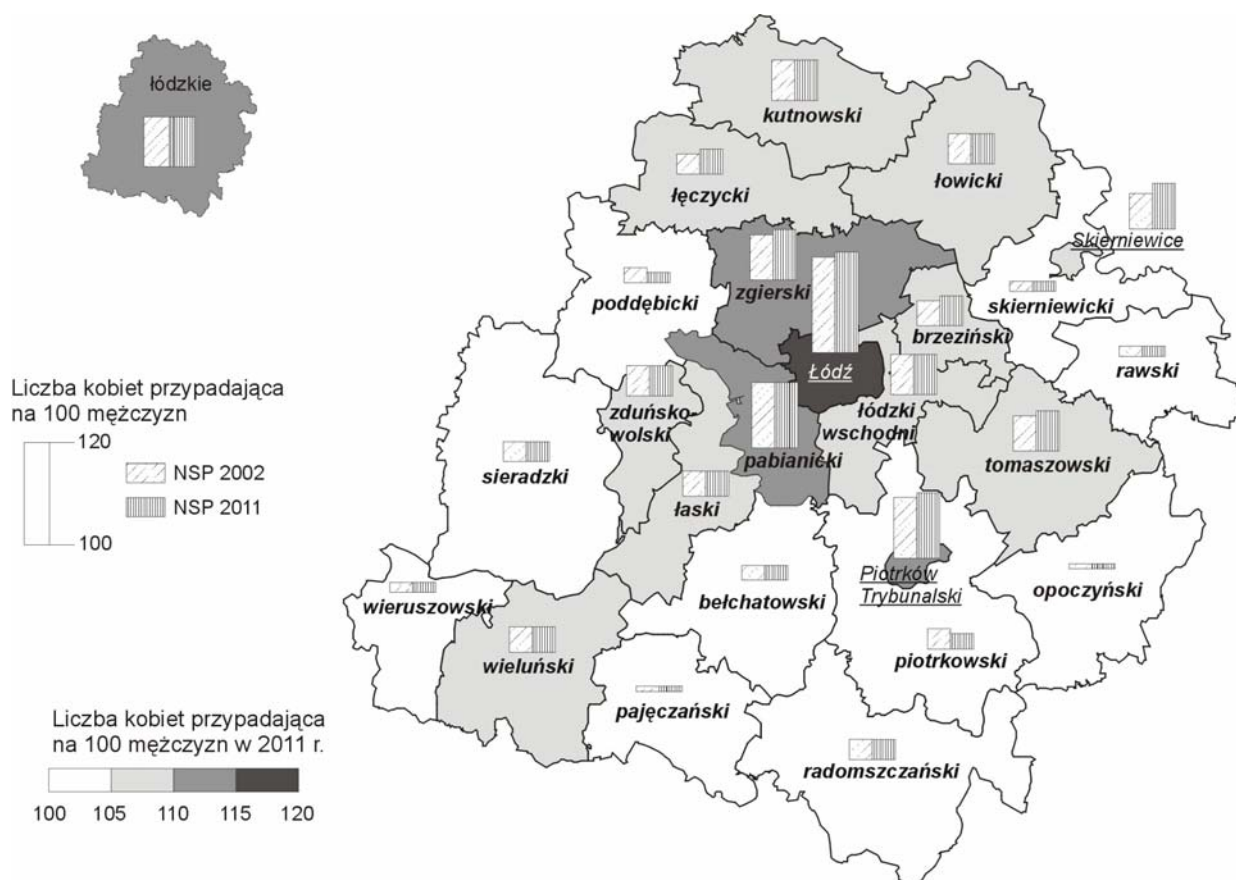 łódzkie
kutnowski
łęczycki
łowicki
Skierniewice
poddębicki
zgierski
skierniewicki
brzeziński
rawski
Łódź
Liczba kobiet przypadająca
na 100 mężczyzn
120
NSP 2002
NSP 2011
100
zduńsko-
wolski
łódzki
wschodni
sieradzki
pabianicki
tomaszowski
łaski
Piotrków
Trybunalski
opoczyński
wieruszowski
bełchatowski
wieluński
piotrkowski
pajęczański
radomszczański
Liczba kobiet przypadająca
na 100 mężczyzn w 2011 r.
100 105 110 115 120